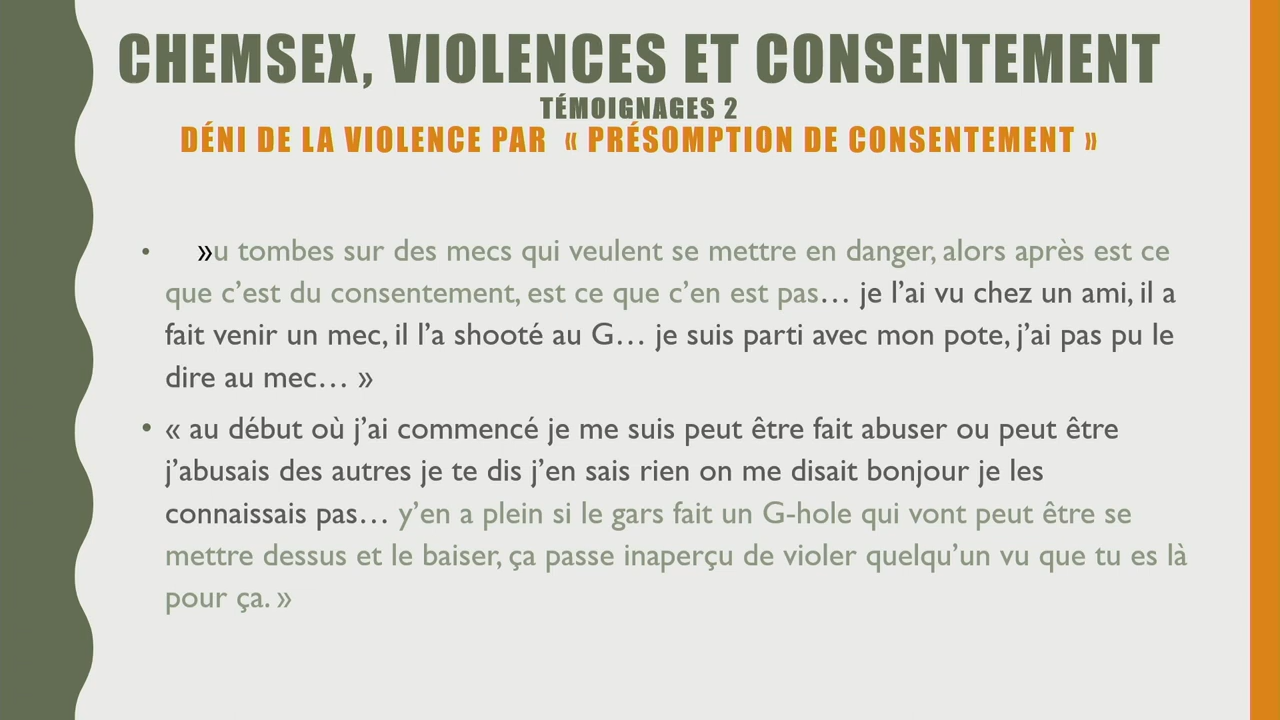 CHEMSEX, VIOLENCES ET CONSENTEMENT
TÉMOIGNAGES 2
DÉNI DE LA VIOLENCE PAR « PRÉSOMPTION DE CONSENTEMENT »
• »u tombes sur des mecs qui veulent se mettre en danger, alors après est ce
que c’est du consentement, est ce que c’en est pas… je l’ai vu chez un ami, il a
fait venir un mec, il l’a shooté au G… je suis parti avec mon pote, j’ai pas pu le
dire au mec… »
• « au début où j’ai commencé je me suis peut être fait abuser ou peut être
j’abusais des autres je te dis j’en sais rien on me disait bonjour je les
connaissais pas… y’en a plein si le gars fait un G-hole qui vont peut être se
mettre dessus et le baiser, ça passe inaperçu de violer quelqu’un vu que tu es là
pour ça. »